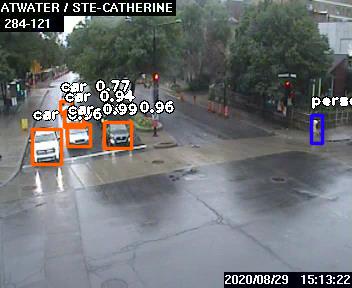 ATWATER / STE-CATHERINE
284-121
car 0.77
car 0.94
car 0.99 0.96
car 0.96
perso
2020/08/29 15:13:22